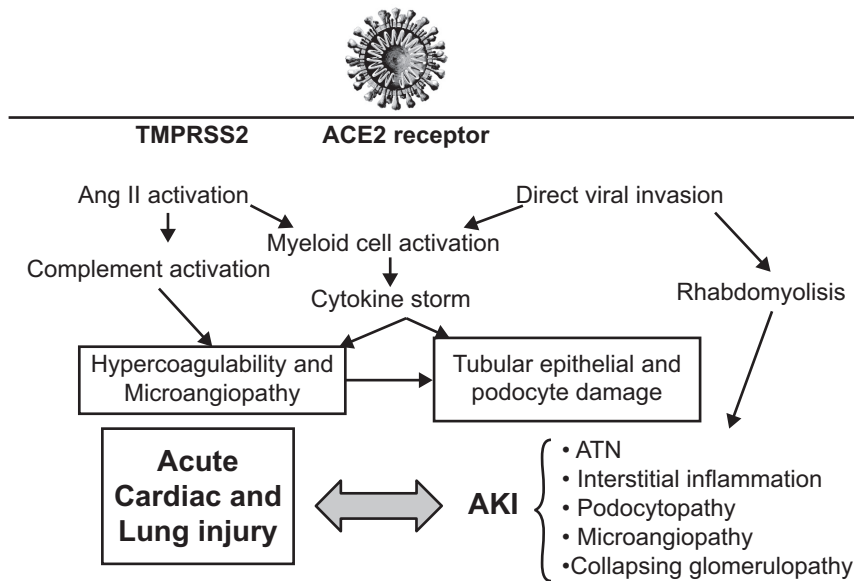 TMPRSS2 ACE2 receptor
Ang II activation Direct viral invasion
Myeloid cell activation
Complement activation
Rhabdomyolisis
Cytokine storm
Hypercoagulability and
Microangiopathy
Tubular epithelial and
podocyte damage
Acute
Cardiac and
Lung injury
AKI
• ATN
• Interstitial inflammation
• Podocytopathy
• Microangiopathy
•Collapsing glomerulopathy